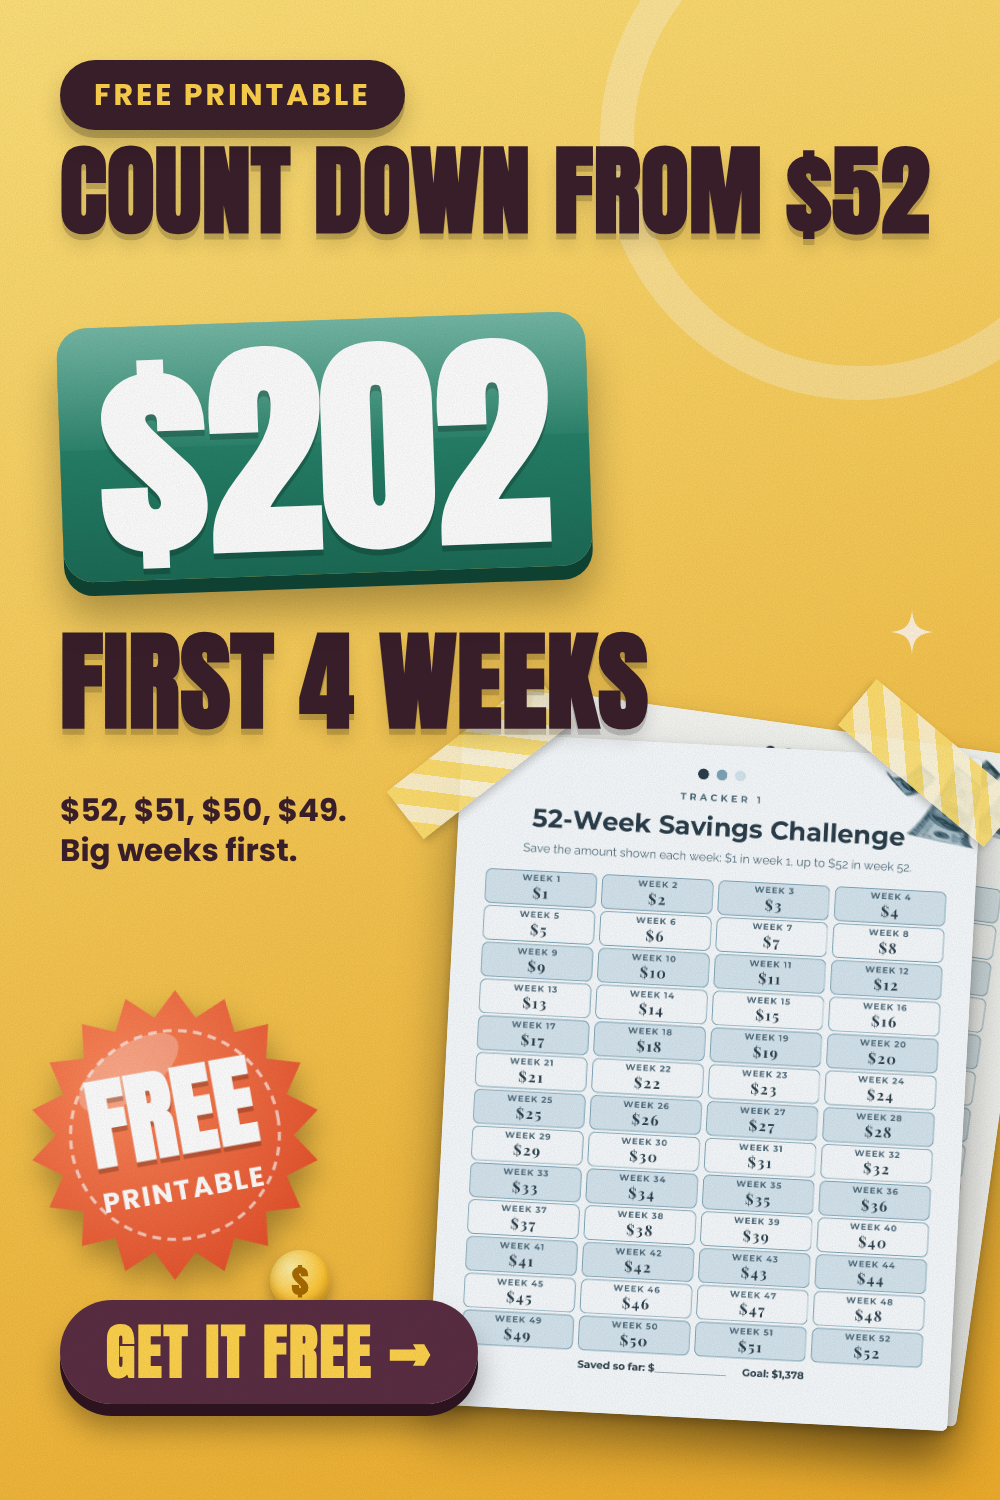 FREE PRINTABLE
COUNT DOWN FROM $52
$202
FIRST 4 WEEKS
$52, $51, $50, $49.
Big weeks first.
FREE
PRINTABLE
$
GET IT FREE →
TRACKER 1
52-Week Savings Challenge
Save the amount shown each week: $1 in week 1, up to $52 in week 52.
WEEK 1 WEEK 2 WEEK 3 WEEK 4
$1 $2 $3 $4
WEEK 5 WEEK 6 WEEK 7 WEEK 8
$5 $6 $7 $8
WEEK 9 WEEK 10 WEEK 11 WEEK 12
$9 $10 $11 $12
WEEK 13 WEEK 14 WEEK 15 WEEK 16
$13 $14 $15 $16
WEEK 17 WEEK 18 WEEK 19 WEEK 20
$17 $18 $19 $20
WEEK 21 WEEK 22 WEEK 23 WEEK 24
$21 $22 $23 $24
WEEK 25 WEEK 26 WEEK 27 WEEK 28
$25 $26 $27 $28
WEEK 29 WEEK 30 WEEK 31 WEEK 32
$29 $30 $31 $32
WEEK 33 WEEK 34 WEEK 35 WEEK 36
$33 $34 $35 $36
WEEK 37 WEEK 38 WEEK 39 WEEK 40
$37 $38 $39 $40
WEEK 41 WEEK 42 WEEK 43 WEEK 44
$41 $42 $43 $44
WEEK 45 WEEK 46 WEEK 47 WEEK 48
$45 $46 $47 $48
WEEK 49 WEEK 50 WEEK 51 WEEK 52
$49 $50 $51 $52
Saved so far: $____________ Goal: $1,378